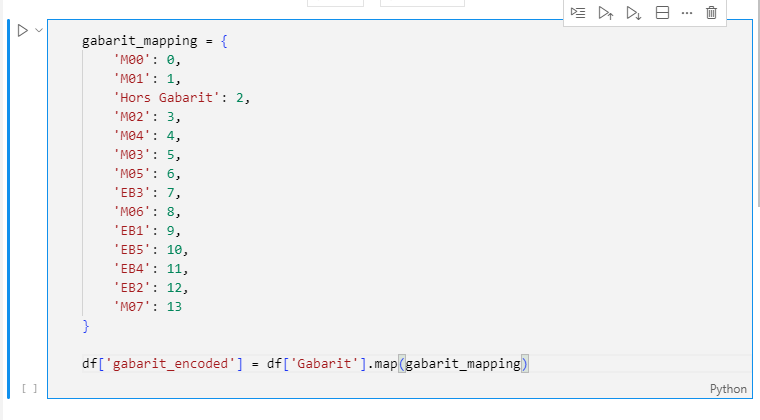 gabarit_mapping = {
    'M00': 0,
    'M01': 1,
    'Hors Gabarit': 2,
    'M02': 3,
    'M04': 4,
    'M03': 5,
    'M05': 6,
    'EB3': 7,
    'M06': 8,
    'EB1': 9,
    'EB5': 10,
    'EB4': 11,
    'EB2': 12,
    'M07': 13
}

df['gabarit_encoded'] = df['Gabarit'].map(gabarit_mapping)
[ ]
Python